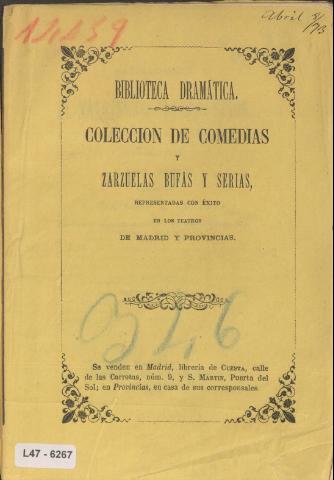 14459
Abril 8/73
BIBLIOTECA DRAMÁTICA.
COLECCION DE COMEDIAS
Y
ZARZUELAS BUFAS Y SERIAS,
REPRESENTADAS CON ÉXITO
EN LOS TEATROS
DE MADRID Y PROVINCIAS.
346
Se venden en Madrid, librería de CUESTA, calle
de las Carretas, núm. 9, y S. MARTIN, Puerta del
Sol; en Provincias, en casa de sus corresponsales.
L47 - 6267